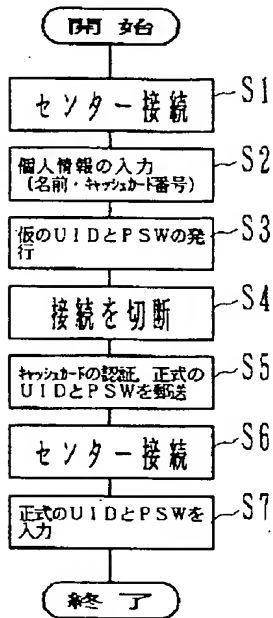 開始
センター接続 S1
個人情報の入力 S2
(名前・キャッシュカード番号)
仮のUIDとPSWの発 S3
行
接続を切断 S4
キャッシュカードの認証,正式の S5
UIDとPSWを郵送
センター接続 S6
正式のUIDとPSWを S7
入力
終了